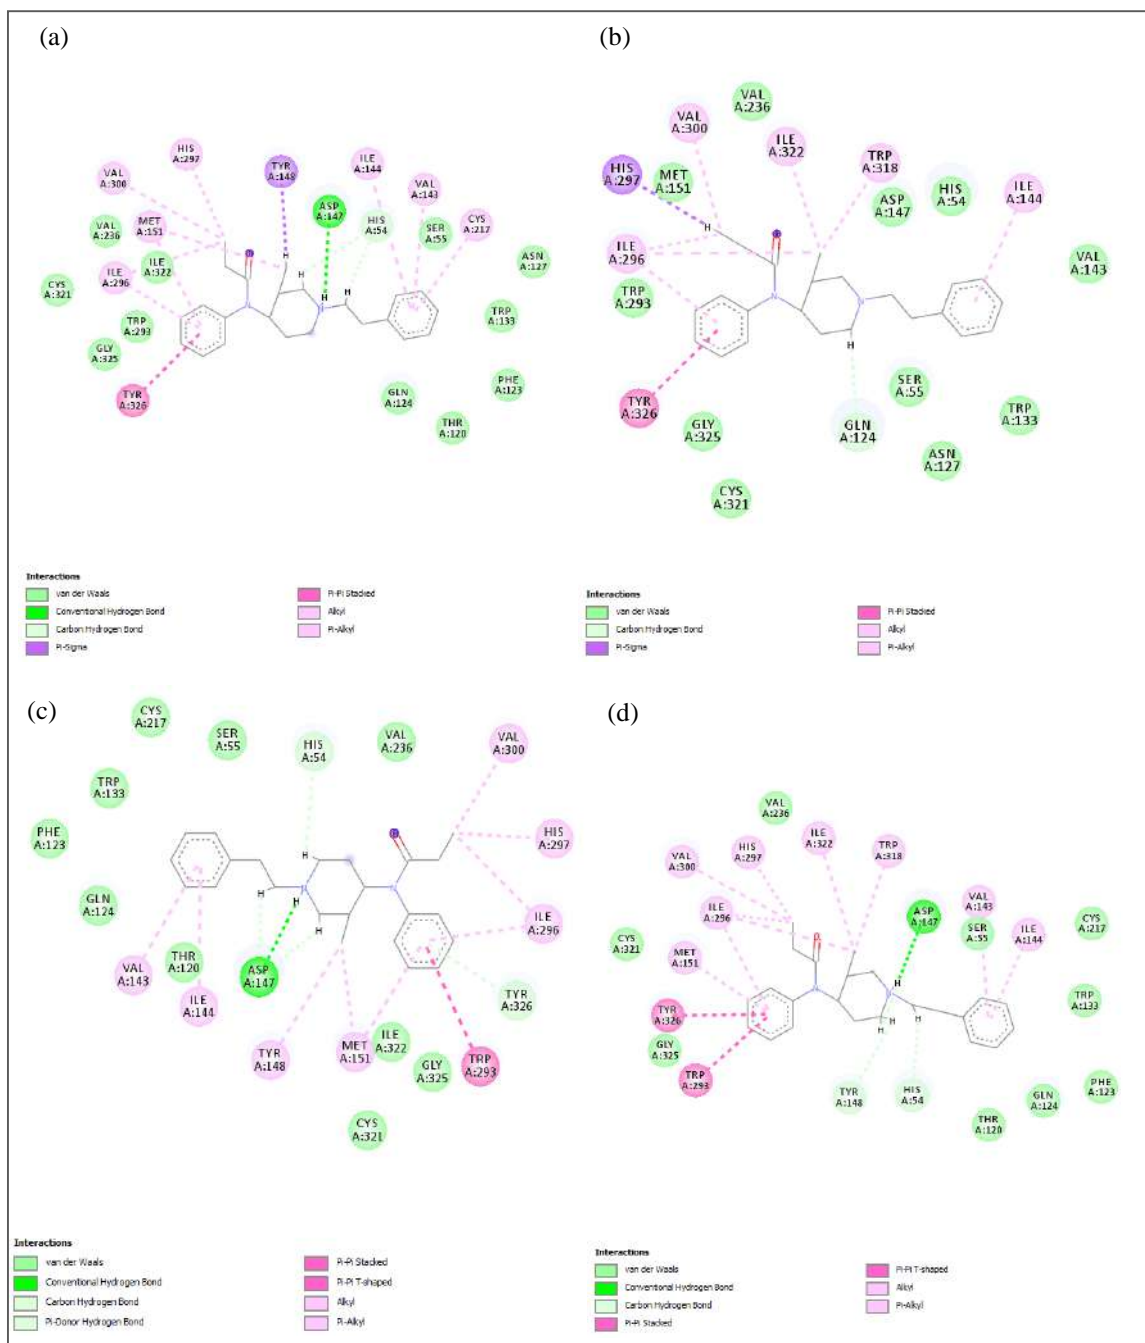 (a)
HIS
A:297
VAL
A:300
TYR
A:148
ILE
A:144
VAL
A:143
ASP
A:147
HIS
A:54
CYS
A:217
VAL
A:236
MET
A:151
SER
A:55
ASN
A:127
ILE
A:296
ILE
A:322
CYS
A:321
TRP
A:293
TRP
A:133
GLY
A:325
TYR
A:326
GLN
A:124
PHE
A:123
THR
A:120
H
H
H
H
N
N
Interactions
van der Waals
Conventional Hydrogen Bond
Carbon Hydrogen Bond
Pi-Sigma
Pi-Pi Stacked
Alkyl
Pi-Alkyl
(b)
VAL
A:236
VAL
A:300
ILE
A:322
TRP
A:318
HIS
A:297
MET
A:151
ASP
A:147
HIS
A:54
ILE
A:144
ILE
A:296
VAL
A:143
TRP
A:293
TYR
A:326
GLY
A:325
SER
A:55
GLN
A:124
TRP
A:133
ASN
A:127
CYS
A:321
H
N
N
H
Interactions
van der Waals
Carbon Hydrogen Bond
Pi-Sigma
Pi-Pi Stacked
Alkyl
Pi-Alkyl
(c)
CYS
A:217
SER
A:55
HIS
A:54
VAL
A:236
VAL
A:300
TRP
A:133
PHE
A:123
HIS
A:297
GLN
A:124
ILE
A:296
THR
A:120
VAL
A:143
ASP
A:147
ILE
A:144
TYR
A:326
TYR
A:148
MET
A:151
ILE
A:322
GLY
A:325
TRP
A:293
CYS
A:321
H
H
H
H
N
N
Interactions
van der Waals
Conventional Hydrogen Bond
Carbon Hydrogen Bond
Pi-Donor Hydrogen Bond
Pi-Pi Stacked
Pi-Pi T-shaped
Alkyl
Pi-Alkyl
(d)
VAL
A:236
VAL
A:300
HIS
A:297
ILE
A:322
TRP
A:318
ILE
A:296
ASP
A:147
VAL
A:143
SER
A:55
ILE
A:144
CYS
A:217
CYS
A:321
MET
A:151
TYR
A:326
GLY
A:325
TRP
A:293
TRP
A:133
TYR
A:148
HIS
A:54
THR
A:120
GLN
A:124
PHE
A:123
O
N
N
H
H
H
H
Interactions
van der Waals
Conventional Hydrogen Bond
Carbon Hydrogen Bond
Pi-Pi Stacked
Pi-Pi T-shaped
Alkyl
Pi-Alkyl